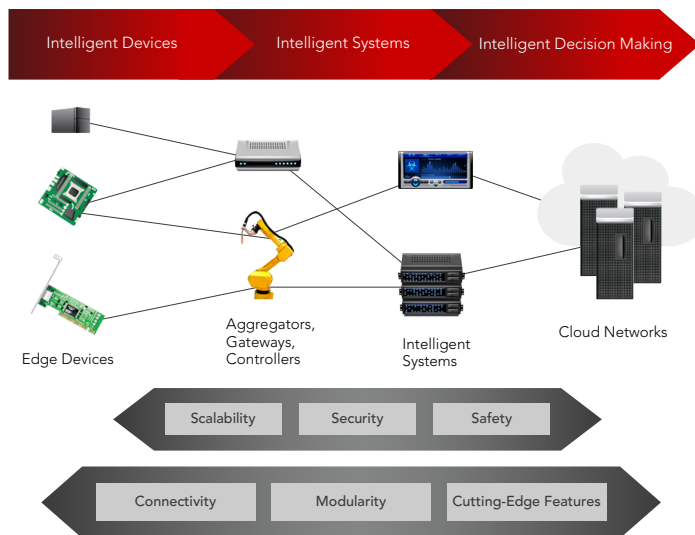 Intelligent Devices
Intelligent Systems
Intelligent Decision Making
Edge Devices
Aggregators,
Gateways,
Controllers
Intelligent
Systems
Cloud Networks
Scalability
Security
Safety
Connectivity
Modularity
Cutting-Edge Features